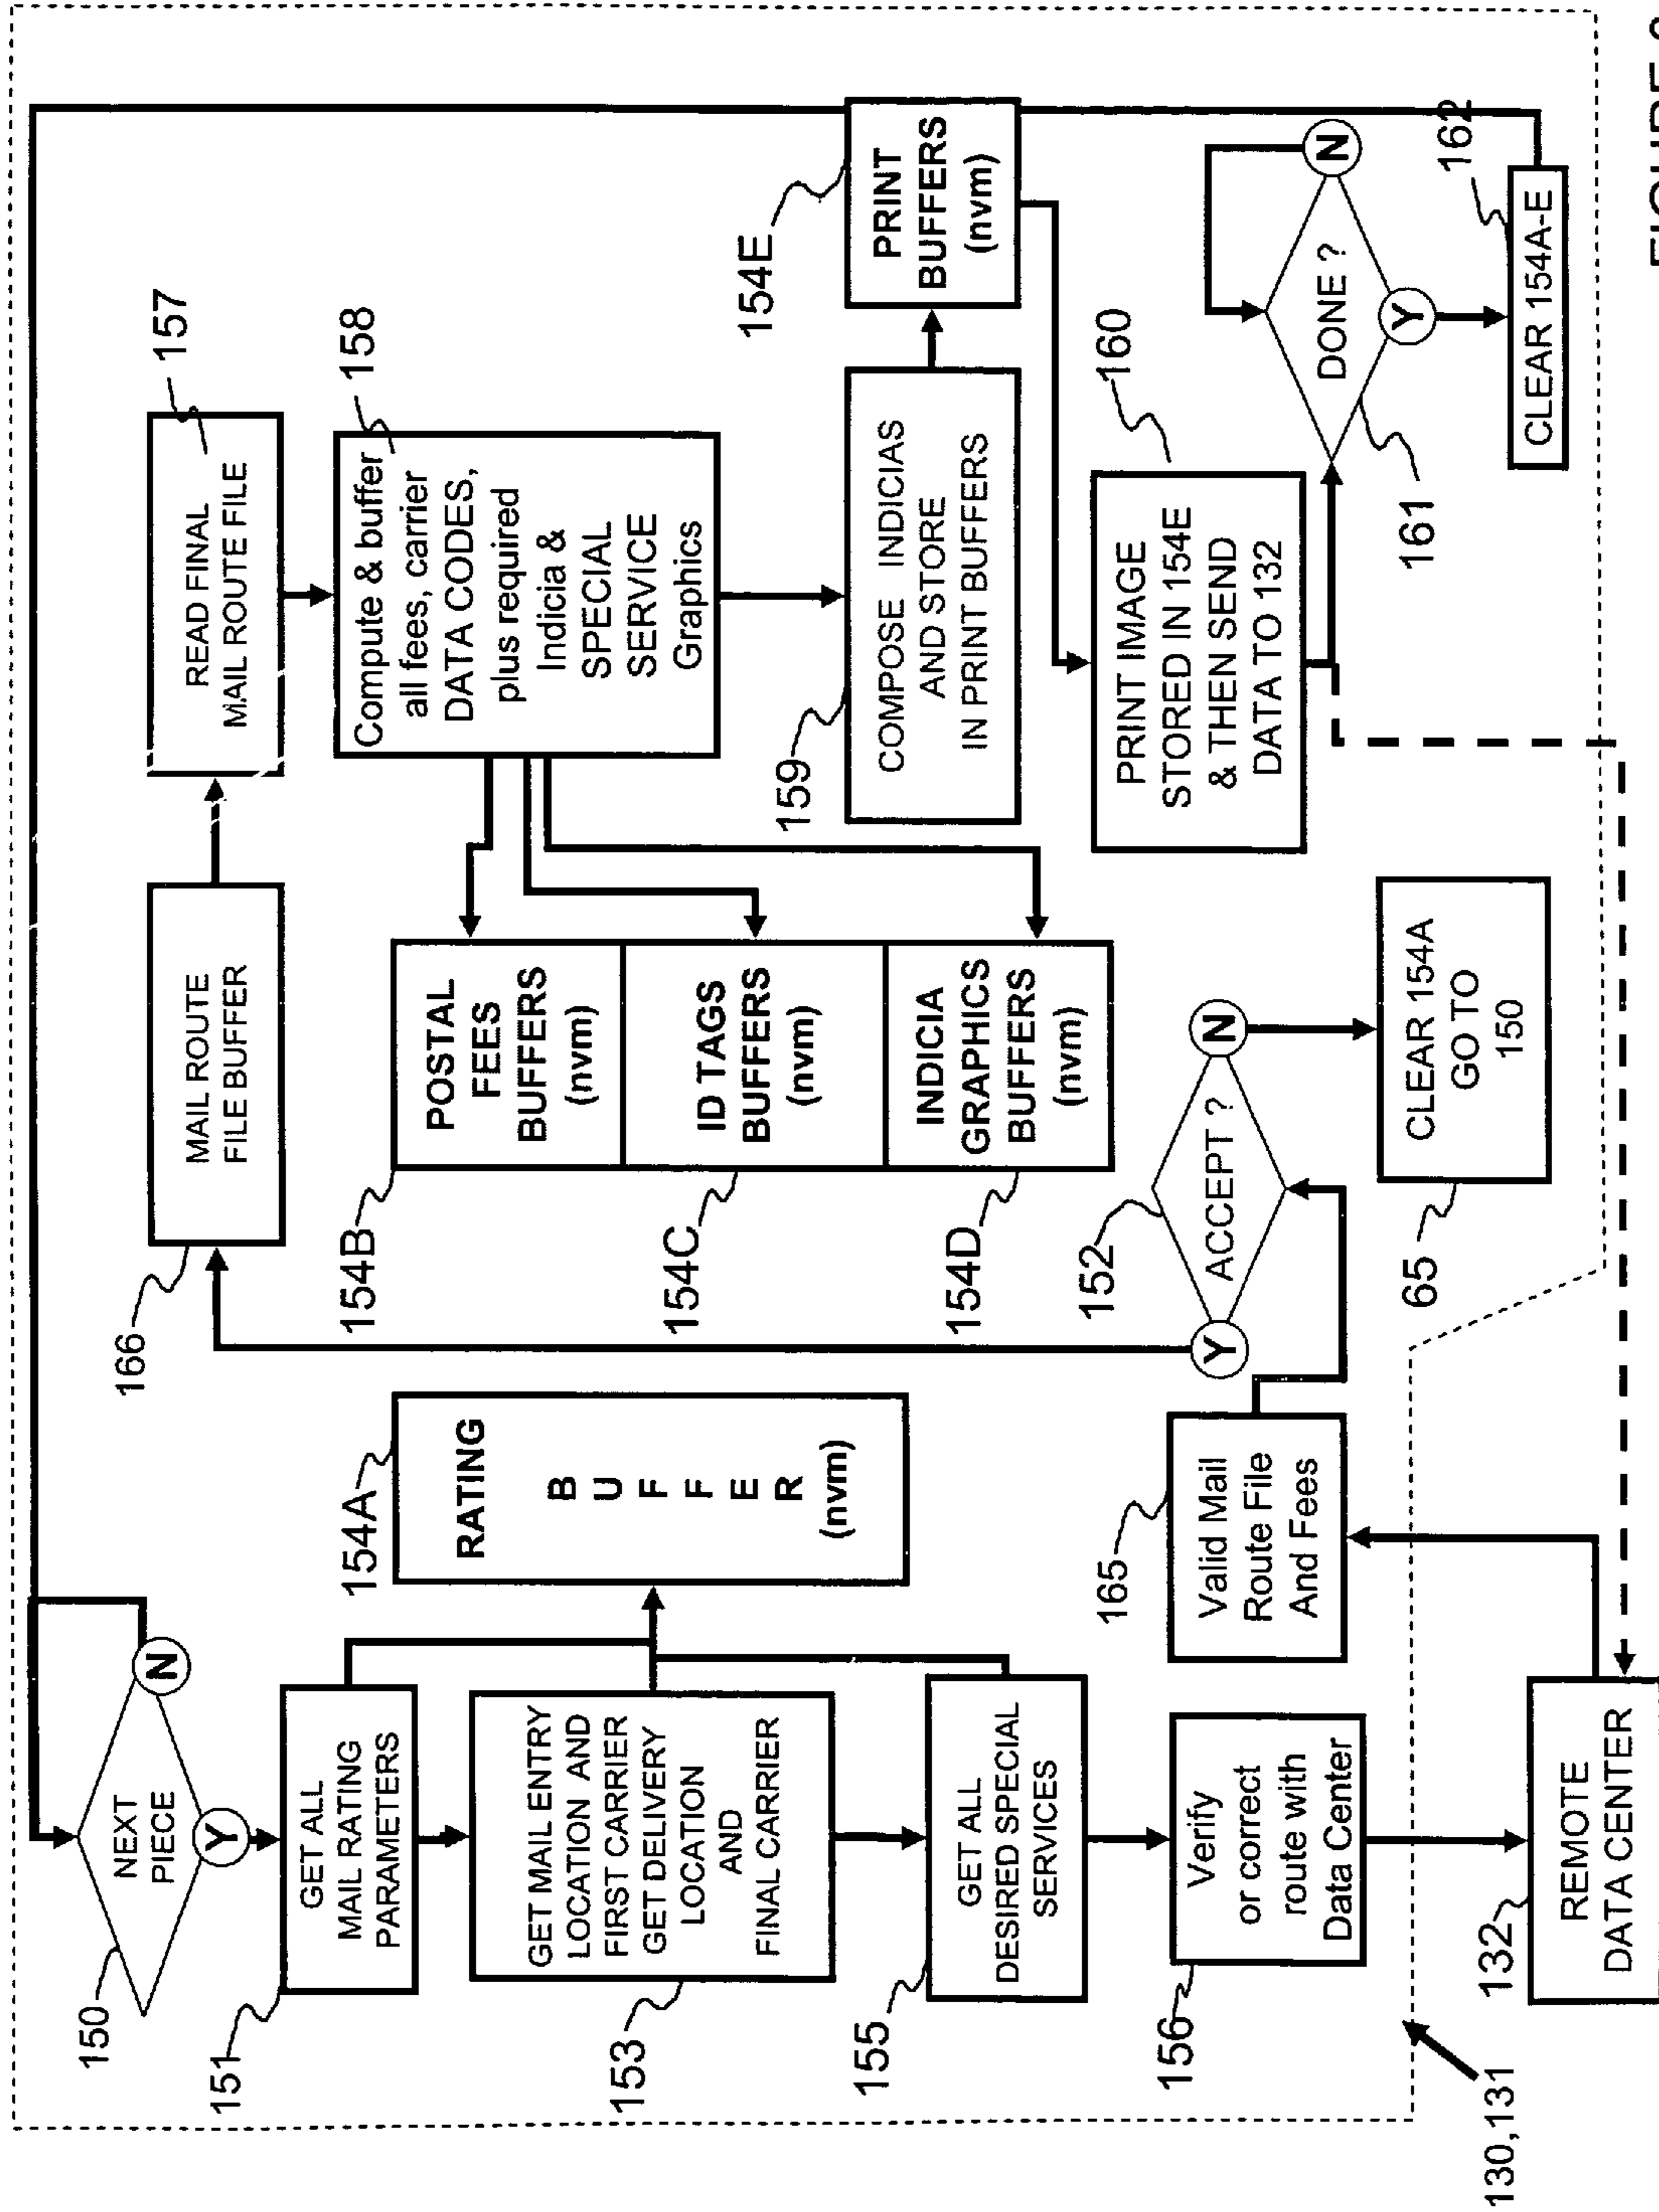 150
NEXT
PIECE
N
Y
151
GET ALL
MAIL RATING
PARAMETERS
153
GET MAIL ENTRY
LOCATION AND
FIRST CARRIER
GET DELIVERY
LOCATION
AND
FINAL CARRIER
154A
RATING
B
U
F
F
E
R
(nvm)
155
GET ALL
DESIRED SPECIAL
SERVICES
156
Verify
or correct
route with
Data Center
130,131
132
REMOTE
DATA CENTER
165
Valid Mail
Route File
And Fees
152
ACCEPT ?
Y
N
65
CLEAR 154A
GO TO
150
166
MAIL ROUTE
FILE BUFFER
157
READ FINAL
MAIL ROUTE FILE
158
Compute & buffer
all fees, carrier
DATA CODES,
plus required
Indicia &
SPECIAL
SERVICE
Graphics
154B
POSTAL
FEES
BUFFERS
(nvm)
154C
ID TAGS
BUFFERS
(nvm)
154D
INDICIA
GRAPHICS
BUFFERS
(nvm)
159
COMPOSE INDICIAS
AND STORE
IN PRINT BUFFERS
154E
PRINT
BUFFERS
(nvm)
160
PRINT IMAGE
STORED IN 154E
& THEN SEND
DATA TO 132
161
DONE ?
N
Y
162
CLEAR 154A-E
FIGURE